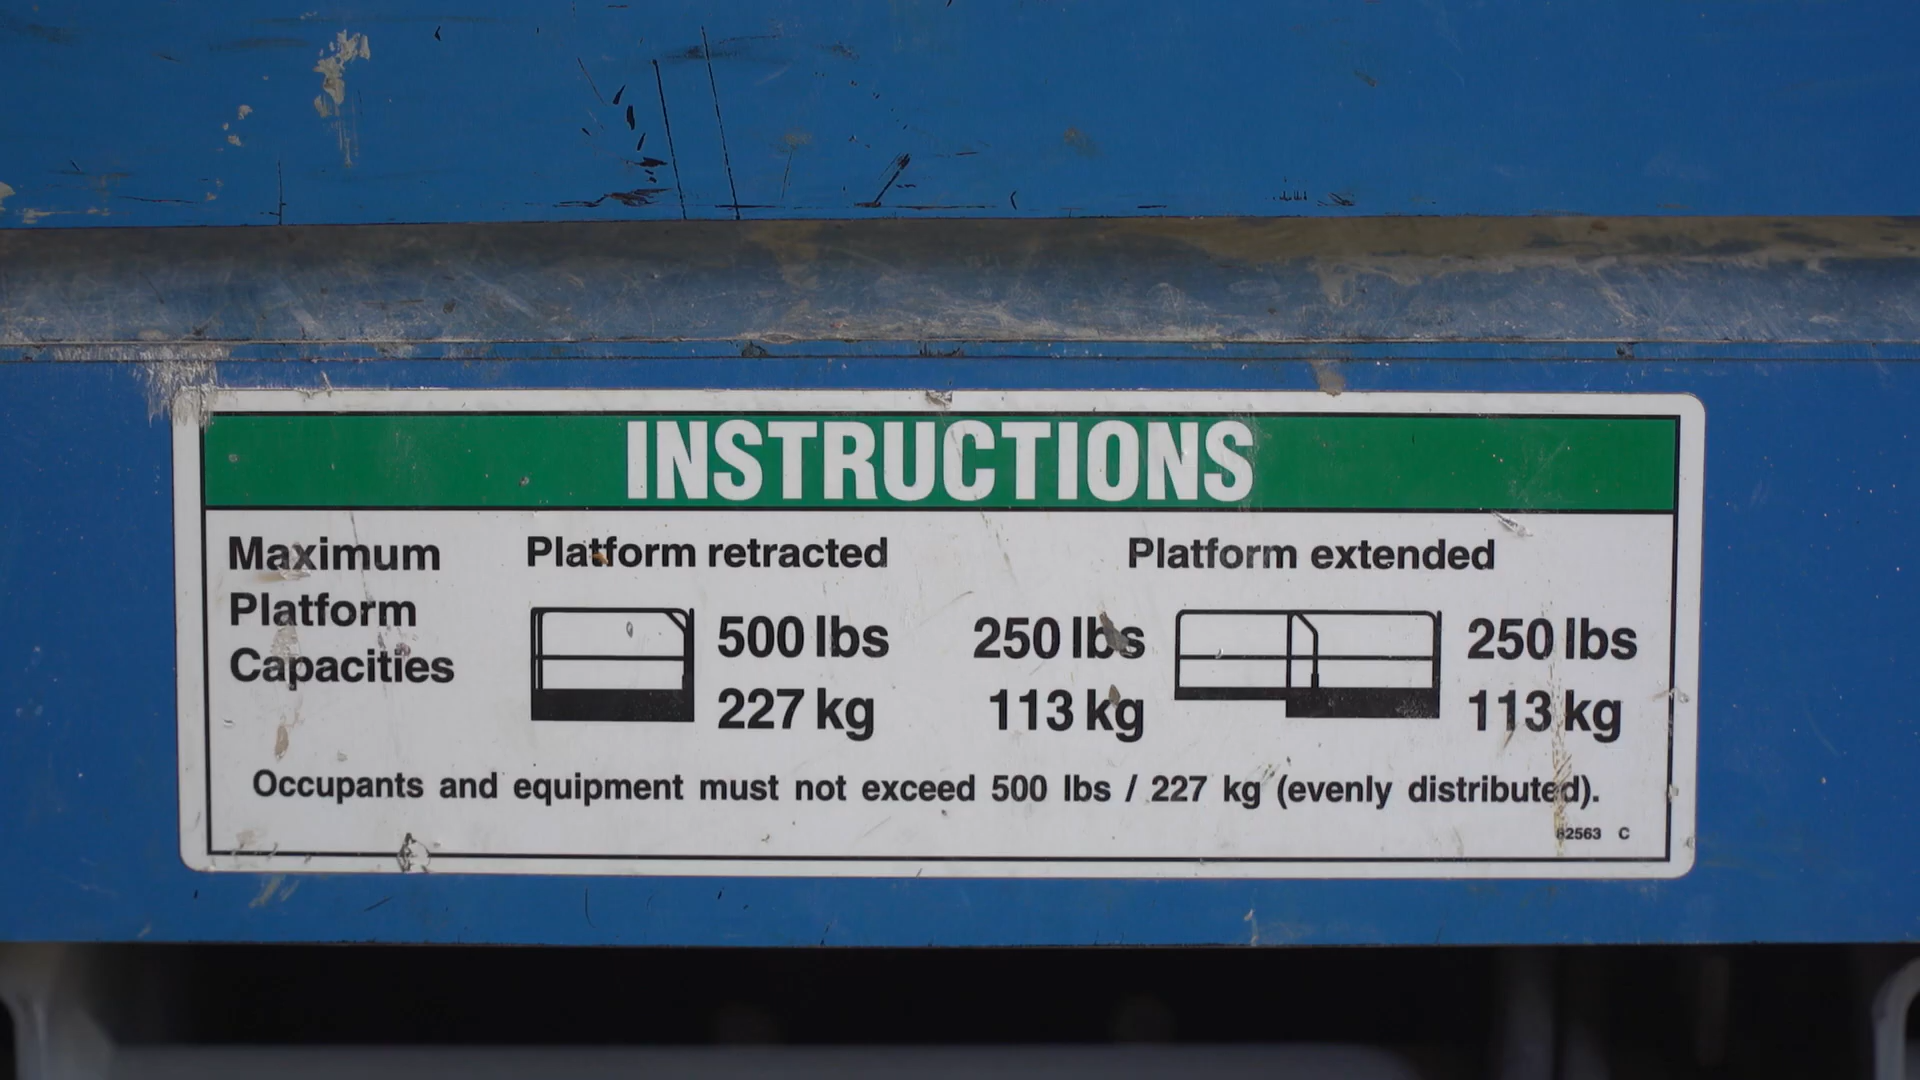 INSTRUCTIONS
Maximum Platform Capacities
Platform retracted
500 lbs
227 kg
Platform extended
250 lbs
113 kg
250 lbs
113 kg
Occupants and equipment must not exceed 500 lbs / 227 kg (evenly distributed).
82563 C